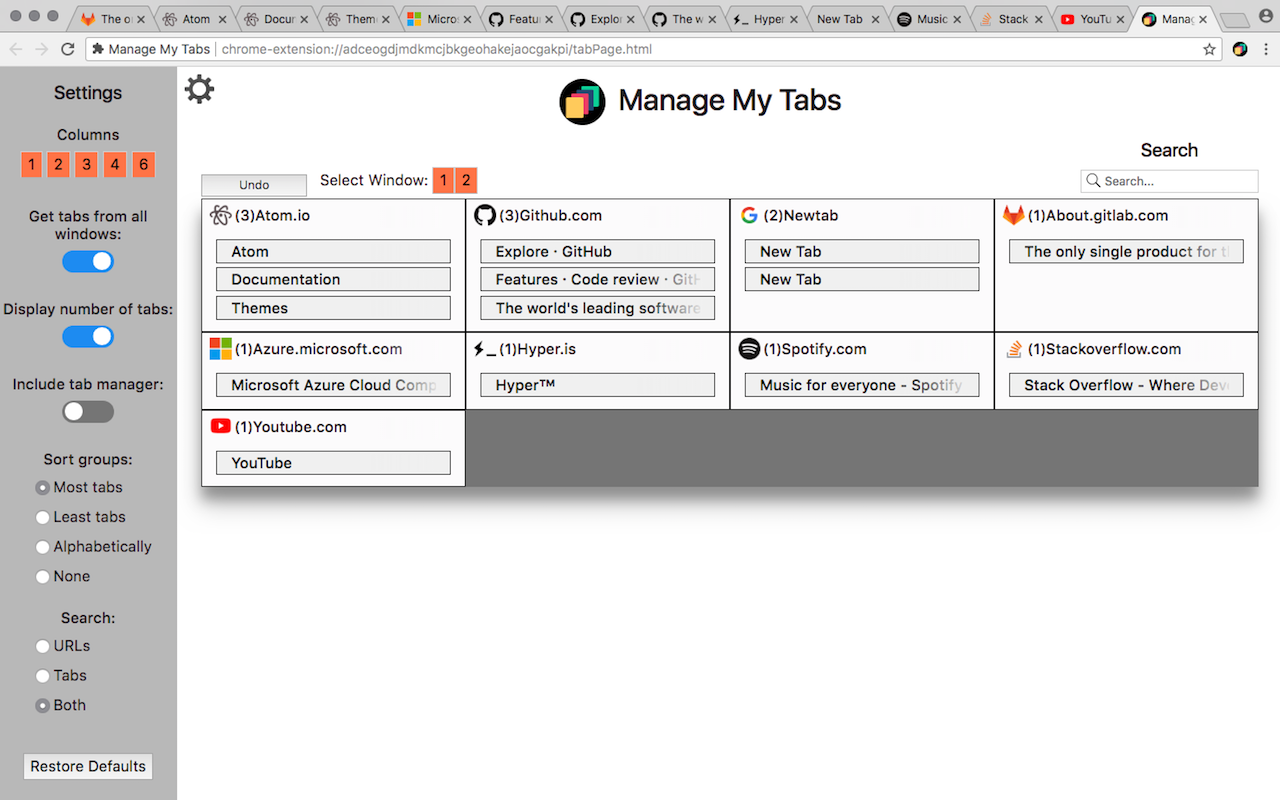 The o
Atom
Docur
Theme
Micros
Featu
Explor
The w
Hyper
New Tab
Music
Stack
YouTu
Manag
Manage My Tabs | chrome-extension://adceogdjmdkmcjbkgeohakejaocgakpi/tabPage.html
Settings
Columns
1 2 3 4 6
Get tabs from all
windows:
Display number of tabs:
Include tab manager:
Sort groups:
Most tabs
Least tabs
Alphabetically
None
Search:
URLs
Tabs
Both
Restore Defaults
Manage My Tabs
Search
Undo
Select Window: 1 2
Search...
(3)Atom.io
Atom
Documentation
Themes
(3)Github.com
Explore · GitHub
Features · Code review · GitH
The world's leading software
(2)Newtab
New Tab
New Tab
(1)About.gitlab.com
The only single product for t
(1)Azure.microsoft.com
Microsoft Azure Cloud Comp
(1)Hyper.is
Hyper™
(1)Spotify.com
Music for everyone - Spotify
(1)Stackoverflow.com
Stack Overflow - Where Dev
(1)Youtube.com
YouTube